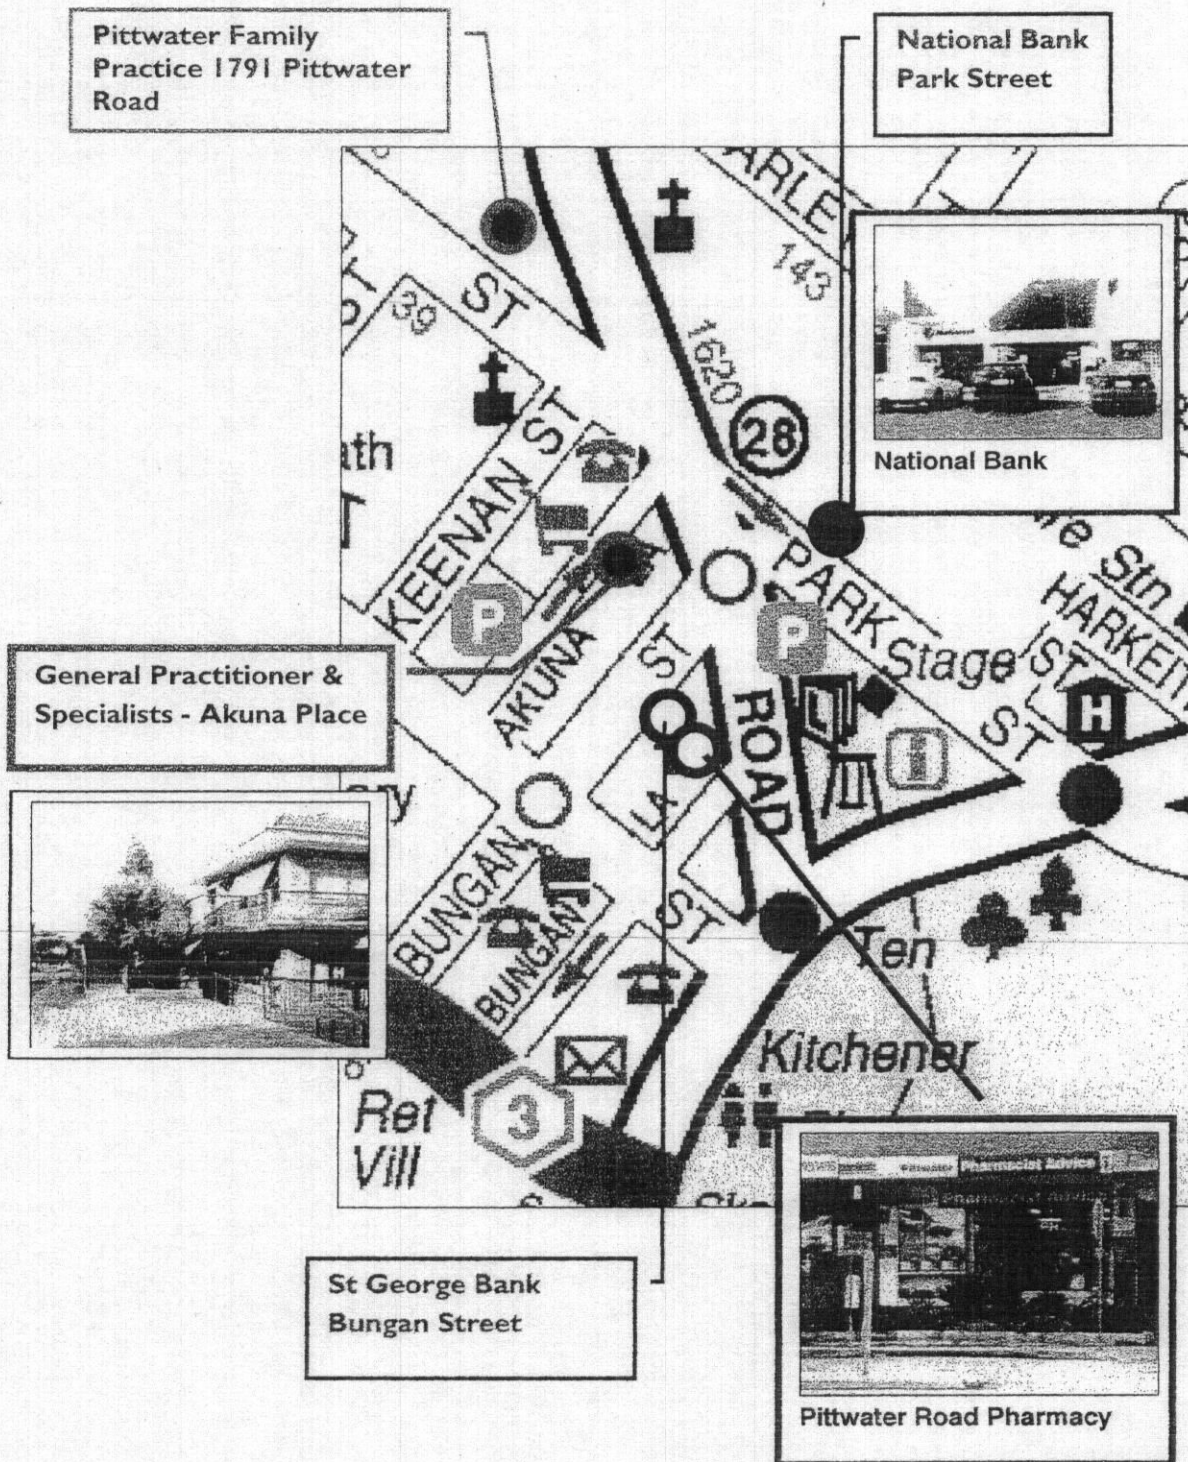 Pittwater Family
Practice 1791 Pittwater
Road
National Bank
Park Street
ARLE
143
ST
39
1620
28
National Bank
ath
KEENAN ST
P
PARK
ST
Stn
HARKEIT
ST
H
Stage
P
AKUNA
ST
ROAD
i
General Practitioner &
Specialists - Akuna Place
LA
BUNGAN
BUNGAN
ST
Ten
Kitchener
3
Ret
Vill
Pharmacist Advice
St George Bank
Bungan Street
Pittwater Road Pharmacy